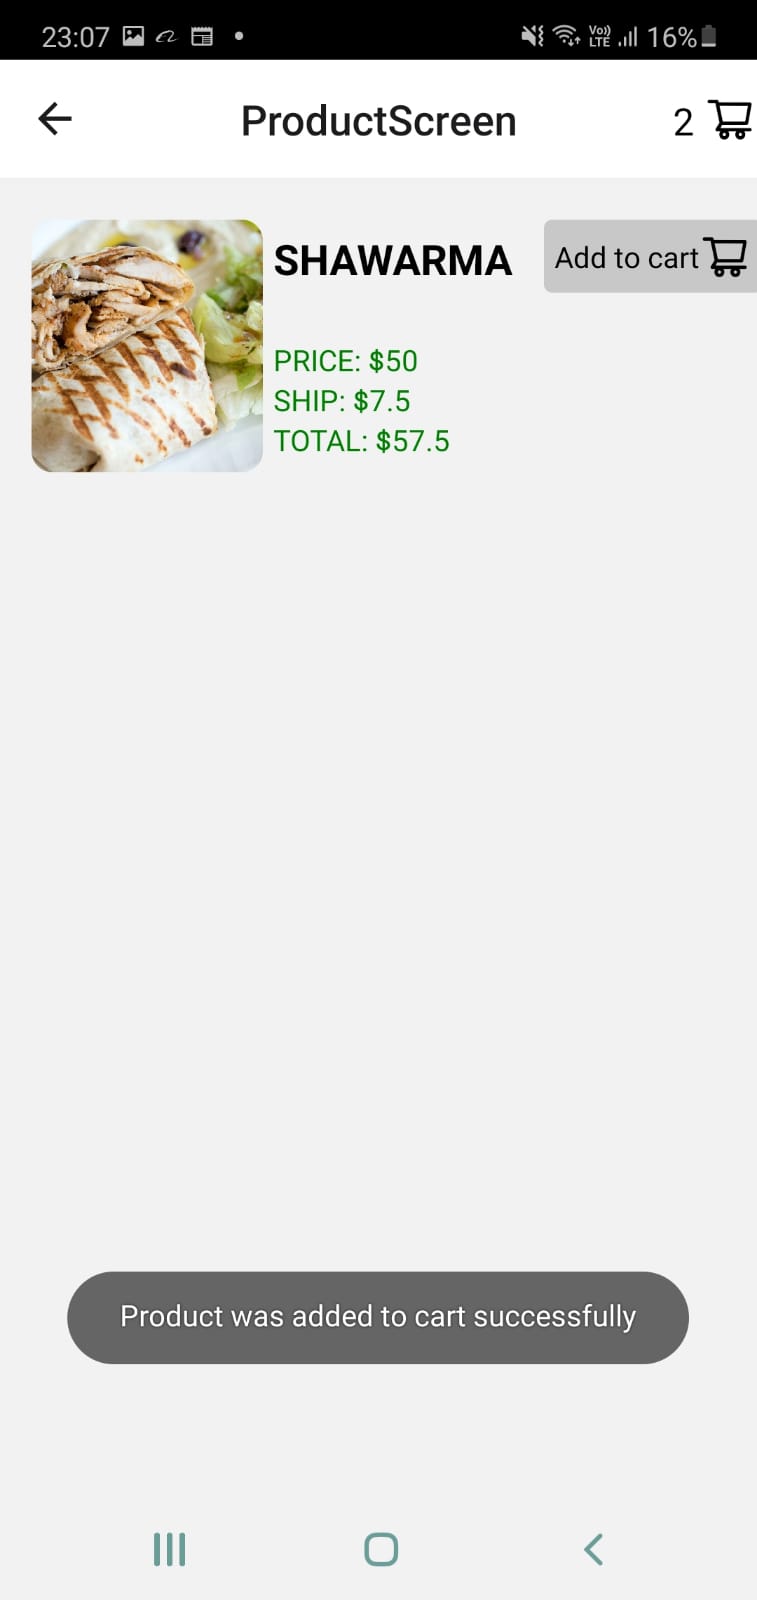 23:07 Vo)) LTE 16%
ProductScreen 2
SHAWARMA Add to cart
PRICE: $50
SHIP: $7.5
TOTAL: $57.5
Product was added to cart successfully